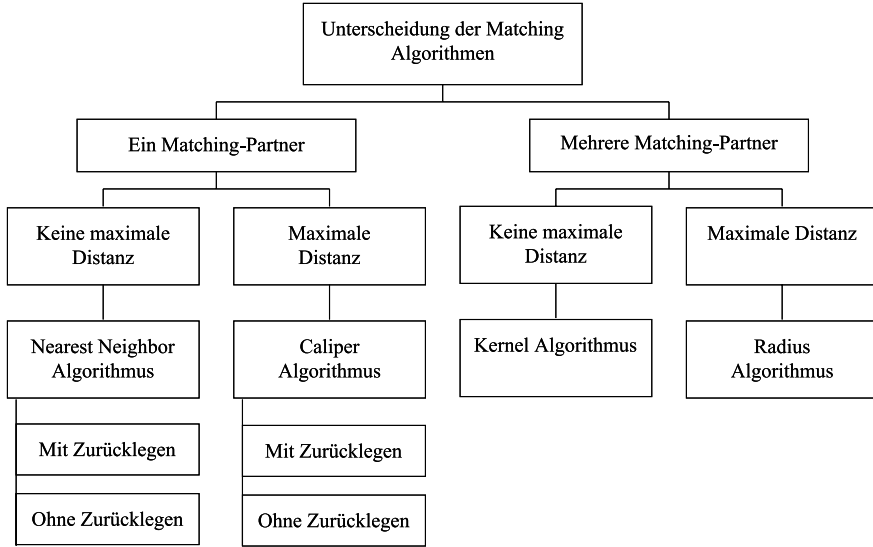 Unterscheidung der Matching
Algorithmen
Ein Matching-Partner
Mehrere Matching-Partner
Keine maximale
Distanz
Maximale
Distanz
Keine maximale
Distanz
Maximale Distanz
Nearest Neighbor
Algorithmus
Caliper
Algorithmus
Kernel Algorithmus
Radius
Algorithmus
Mit Zurücklegen
Mit Zurücklegen
Ohne Zurücklegen
Ohne Zurücklegen